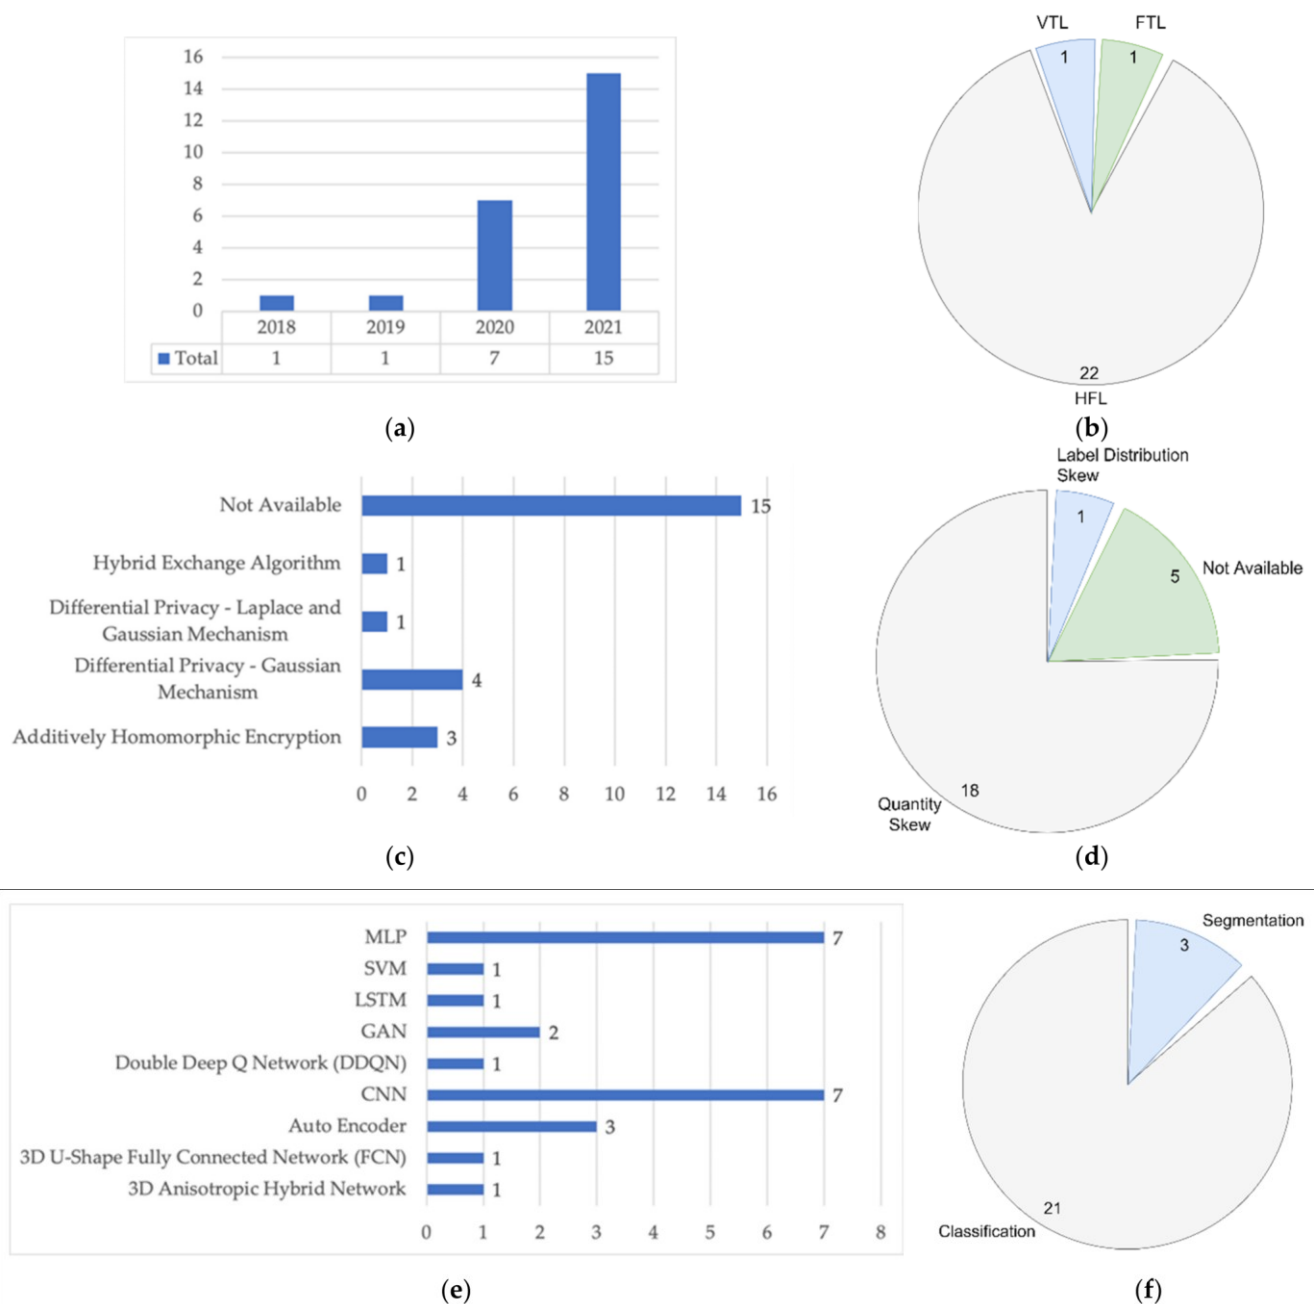 16
14
12
10
8
6
4
2
0
2018 2019 2020 2021
Total 1 1 7 15
(a)
VTL FTL
1 1
22
HFL
(b)
Not Available 15
Hybrid Exchange Algorithm 1
Differential Privacy - Laplace and
Gaussian Mechanism 1
Differential Privacy - Gaussian
Mechanism 4
Additively Homomorphic Encryption 3
0 2 4 6 8 10 12 14 16
(c)
Label Distribution
Skew
1
5 Not Available
18
Quantity
Skew
(d)
MLP 7
SVM 1
LSTM 1
GAN 2
Double Deep Q Network (DDQN) 1
CNN 7
Auto Encoder 3
3D U-Shape Fully Connected Network (FCN) 1
3D Anisotropic Hybrid Network 1
0 1 2 3 4 5 6 7 8
(e)
Segmentation
3
21
Classification
(f)